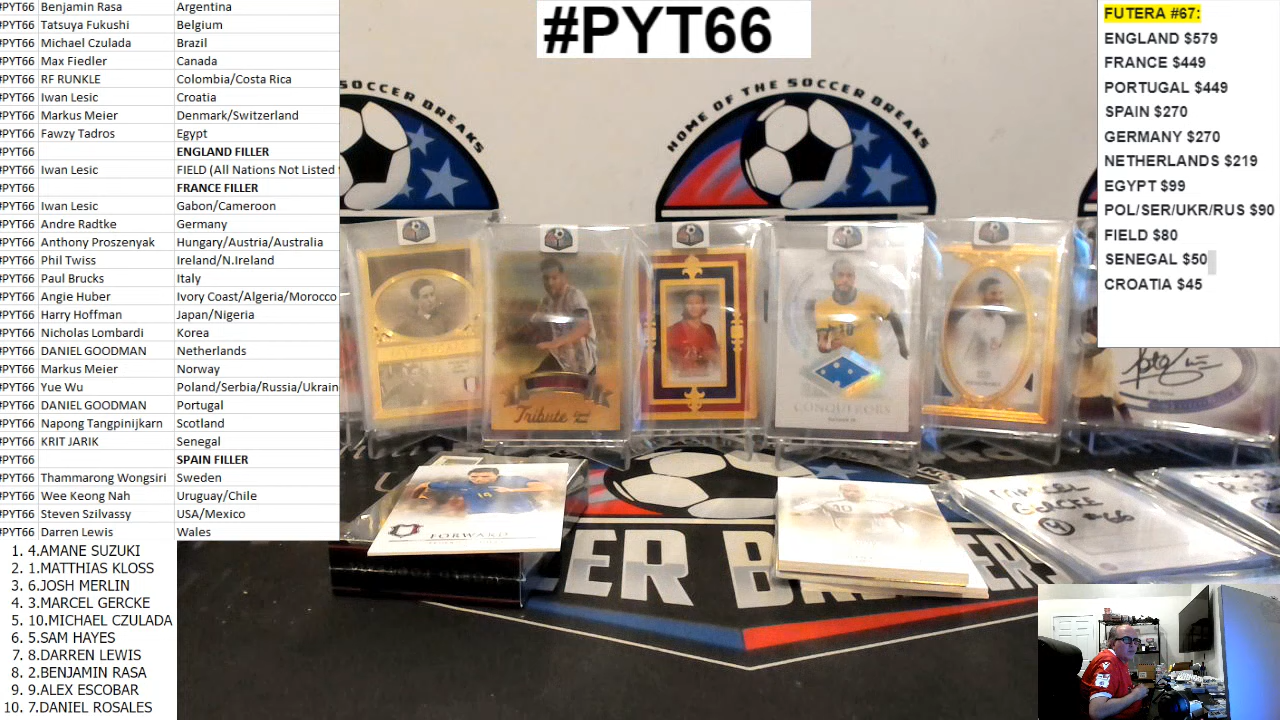 #PYT66 Benjamin Rasa Argentina
#PYT66 Tatsuya Fukushi Belgium
#PYT66 Michael Czulada Brazil
#PYT66 Max Fiedler Canada
#PYT66 RF RUNKLE Colombia/Costa Rica
#PYT66 Iwan Lesic Croatia
#PYT66 Markus Meier Denmark/Switzerland
#PYT66 Fawzy Tadros Egypt
#PYT66 ENGLAND FILLER
#PYT66 Iwan Lesic FIELD (All Nations Not Listed
#PYT66 FRANCE FILLER
#PYT66 Iwan Lesic Gabon/Cameroon
#PYT66 Andre Radtke Germany
#PYT66 Anthony Proszenyak Hungary/Austria/Australia
#PYT66 Phil Twiss Ireland/N.Ireland
#PYT66 Paul Brucks Italy
#PYT66 Angie Huber Ivory Coast/Algeria/Morocco
#PYT66 Harry Hoffman Japan/Nigeria
#PYT66 Nicholas Lombardi Korea
#PYT66 DANIEL GOODMAN Netherlands
#PYT66 Markus Meier Norway
#PYT66 Yue Wu Poland/Serbia/Russia/Ukrain
#PYT66 DANIEL GOODMAN Portugal
#PYT66 Napong Tangpinijkarn Scotland
#PYT66 KRIT JARIK Senegal
#PYT66 SPAIN FILLER
#PYT66 Thammarong Wongsiri Sweden
#PYT66 Wee Keong Nah Uruguay/Chile
#PYT66 Steven Szilvassy USA/Mexico
#PYT66 Darren Lewis Wales
1. 4.AMANE SUZUKI
2. 1.MATTHIAS KLOSS
3. 6.JOSH MERLIN
4. 3.MARCEL GERCKE
5. 10.MICHAEL CZULADA
6. 5.SAM HAYES
7. 8.DARREN LEWIS
8. 2.BENJAMIN RASA
9. 9.ALEX ESCOBAR
10. 7.DANIEL ROSALES
#PYT66
FUTERA #67:
ENGLAND $579
FRANCE $449
PORTUGAL $449
SPAIN $270
GERMANY $270
NETHERLANDS $219
EGYPT $99
POL/SER/UKR/RUS $90
FIELD $80
SENEGAL $50
CROATIA $45
SOCCER BREAKS
HOME OF THE SOCCER BREAKS
Tribute
CONQUERORS
FORWARD
MARCEL
GERCKE
#66